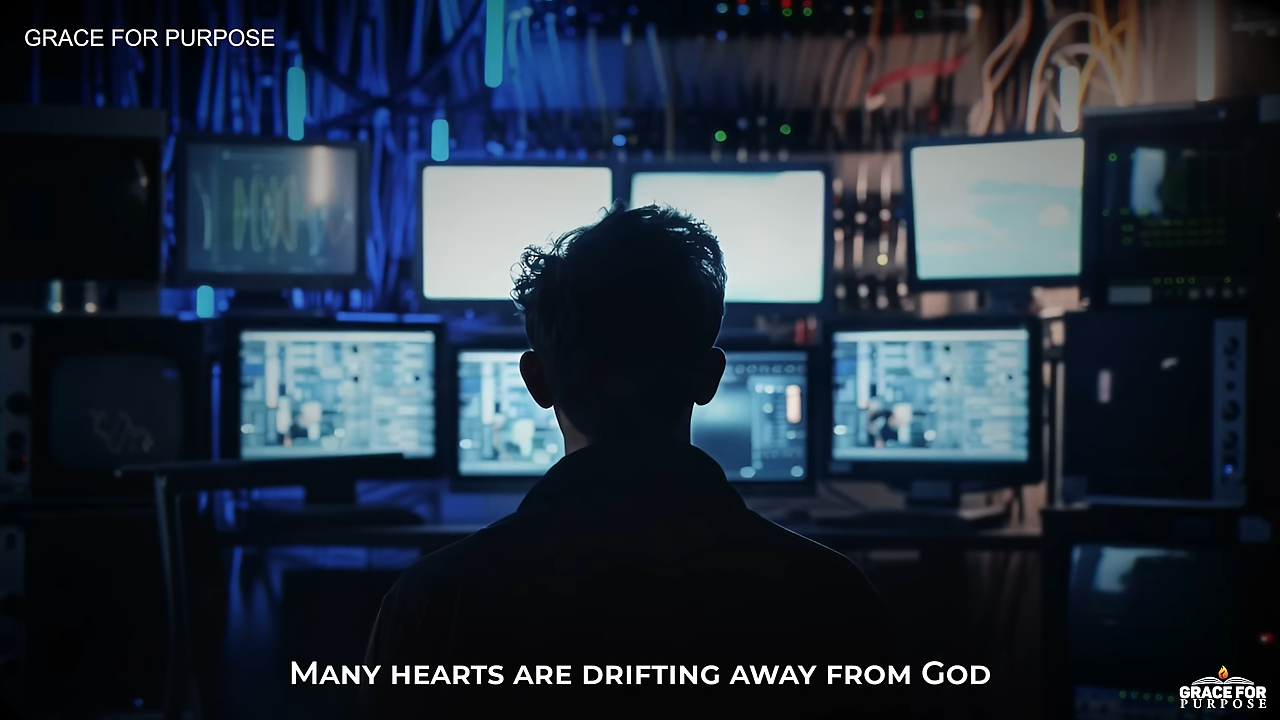 GRACE FOR PURPOSE
MANY HEARTS ARE DRIFTING AWAY FROM GOD
GRACE FOR
PURPOSE